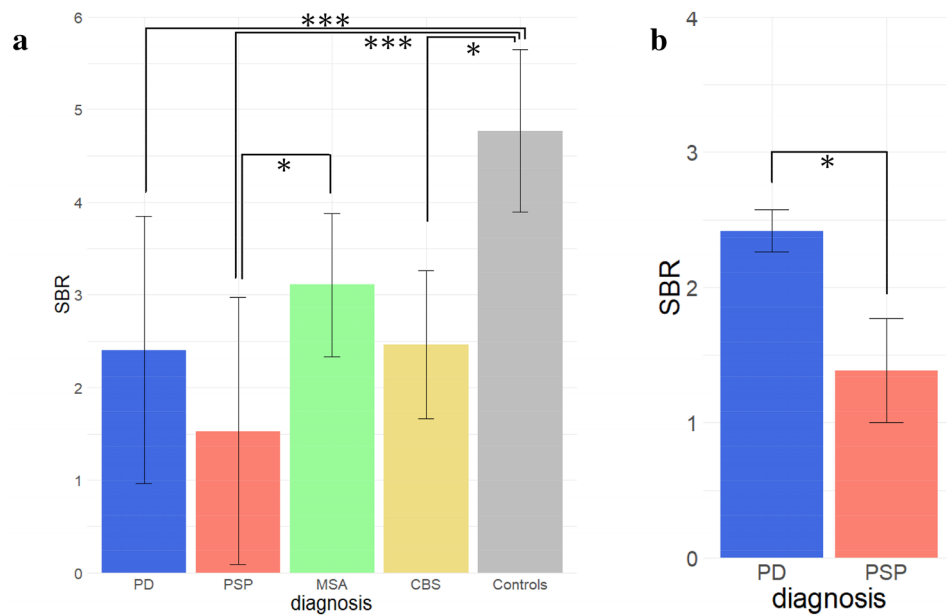 a
6
5
4
3
2
1
0
SBR
***
***
*
*
PD PSP MSA CBS Controls
diagnosis
b
4
3
2
1
0
SBR
*
PD PSP
diagnosis